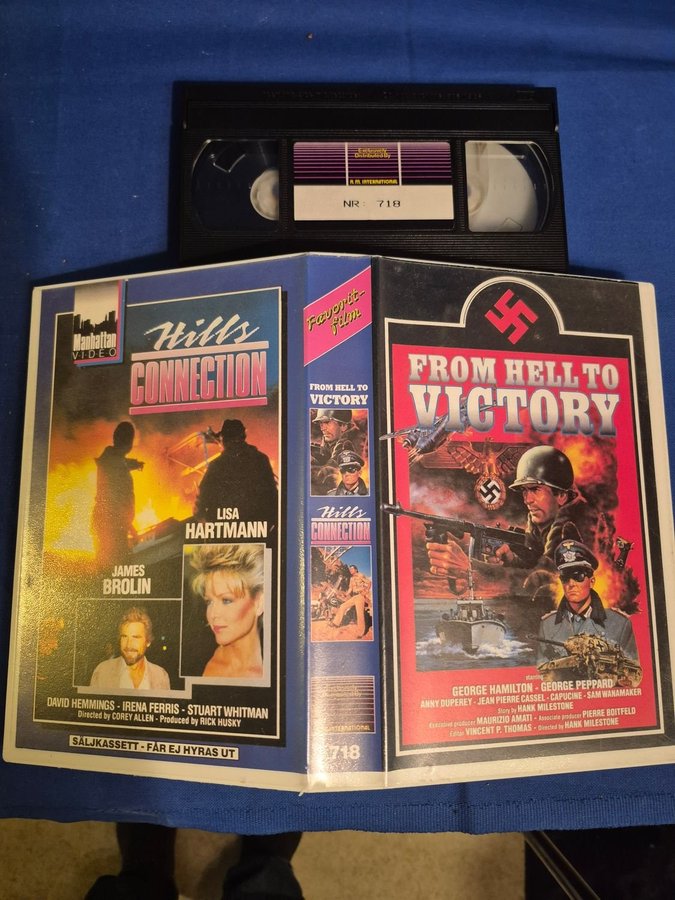 Exclusively
Distributed By
A.M. INTERNATIONAL
NR: 718
Manhattan
VIDEO
Hills
CONNECTION
LISA
HARTMANN
JAMES
BROLIN
DAVID HEMMINGS - IRENA FERRIS - STUART WHITMAN
Directed by COREY ALLEN - Produced by RICK HUSKY
SÄLJKASSETT - FÅR EJ HYRAS UT
Favorit-
film
FROM HELL TO
VICTORY
Hills
CONNECTION
INTERNATIONAL
718
FROM HELL TO
VICTORY
starring
GEORGE HAMILTON - GEORGE PEPPARD
ANNY DUPEREY - JEAN PIERRE CASSEL - CAPUCINE - SAM WANAMAKER
Story by HANK MILESTONE
Executive producer MAURIZIO AMATI - Associate producer PIERRE BOITFELD
Editor VINCENT P. THOMAS - Directed by HANK MILESTONE